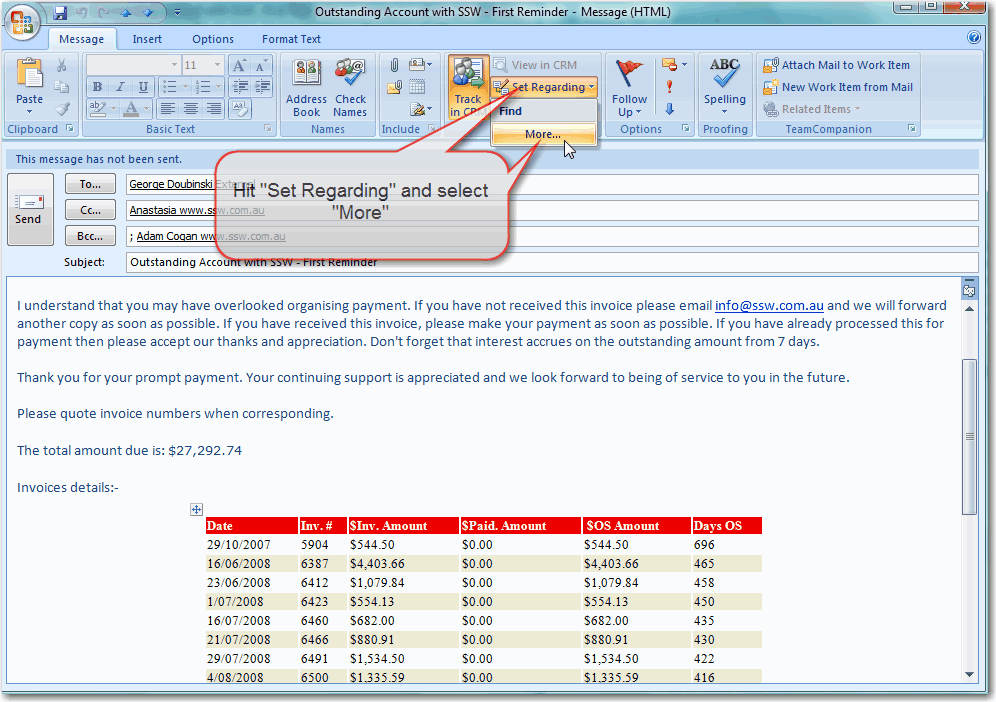 Outstanding Account with SSW - First Reminder - Message (HTML)
Message Insert Options Format Text
Paste
Clipboard
11
B I U
ab A
Basic Text
Address Book
Check Names
Names
Include
Track in CRM
View in CRM
Set Regarding
Find
More...
Follow Up
Options
ABC
Spelling
Proofing
Attach Mail to Work Item
New Work Item from Mail
Related Items
TeamCompanion
This message has not been sent.
Hit "Set Regarding" and select
"More"
Send
To... George Doubinski External
Cc... Anastasia www.ssw.com.au
Bcc... ; Adam Cogan www.ssw.com.au
Subject: Outstanding Account with SSW - First Reminder
I understand that you may have overlooked organising payment. If you have not received this invoice please email info@ssw.com.au and we will forward
another copy as soon as possible. If you have received this invoice, please make your payment as soon as possible. If you have already processed this for
payment then please accept our thanks and appreciation. Don't forget that interest accrues on the outstanding amount from 7 days.
Thank you for your prompt payment. Your continuing support is appreciated and we look forward to being of service to you in the future.
Please quote invoice numbers when corresponding.
The total amount due is: $27,292.74
Invoices details:-
Date Inv. # $Inv. Amount $Paid. Amount $OS Amount Days OS
29/10/2007 5904 $544.50 $0.00 $544.50 696
16/06/2008 6387 $4,403.66 $0.00 $4,403.66 465
23/06/2008 6412 $1,079.84 $0.00 $1,079.84 458
1/07/2008 6423 $554.13 $0.00 $554.13 450
16/07/2008 6460 $682.00 $0.00 $682.00 435
21/07/2008 6466 $880.91 $0.00 $880.91 430
29/07/2008 6491 $1,534.50 $0.00 $1,534.50 422
4/08/2008 6500 $1,335.59 $0.00 $1,335.59 416